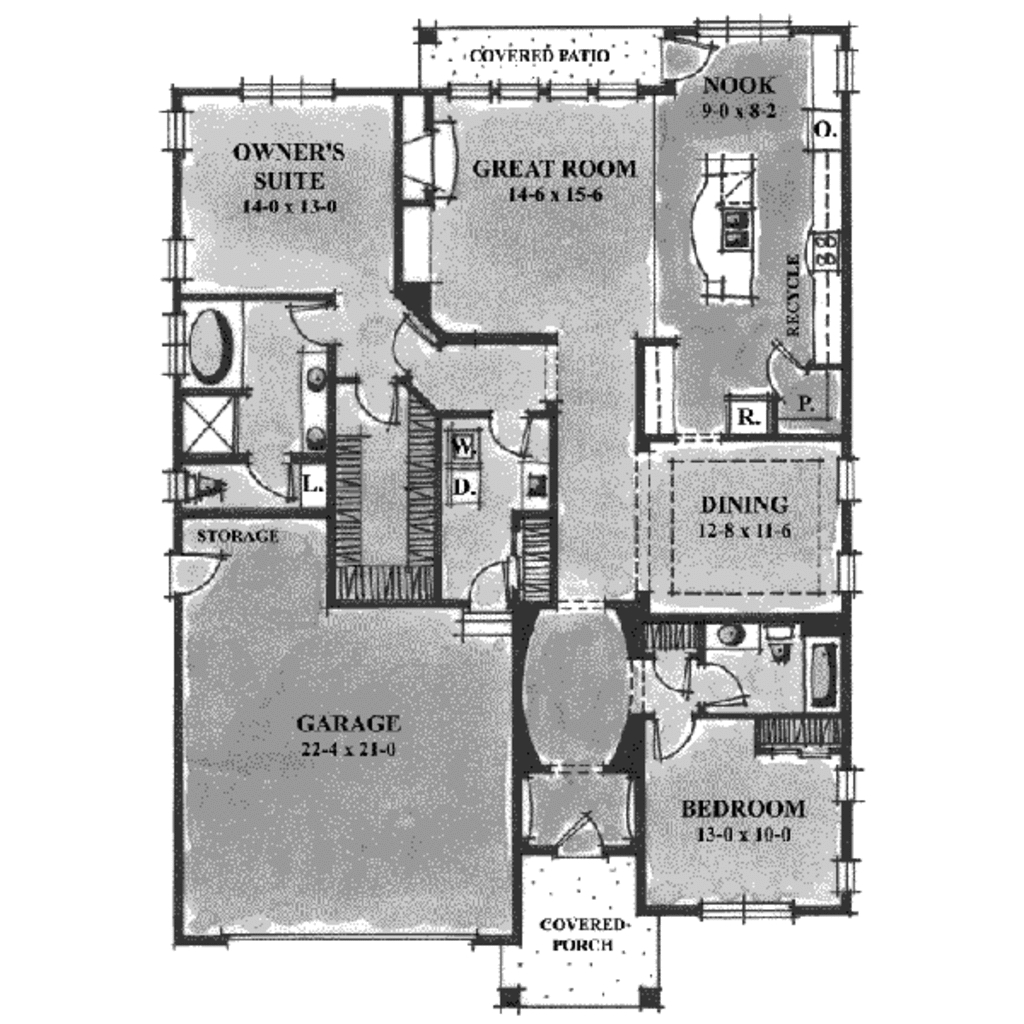 COVERED PATIO
NOOK
9-0 x 8-2
O.
OWNER'S
SUITE
14-0 x 13-0
GREAT ROOM
14-6 x 15-6
RECYCLE
P.
R.
W.
D.
L.
DINING
12-8 x 11-6
STORAGE
GARAGE
22-4 x 21-0
BEDROOM
13-0 x 10-0
COVERED
PORCH